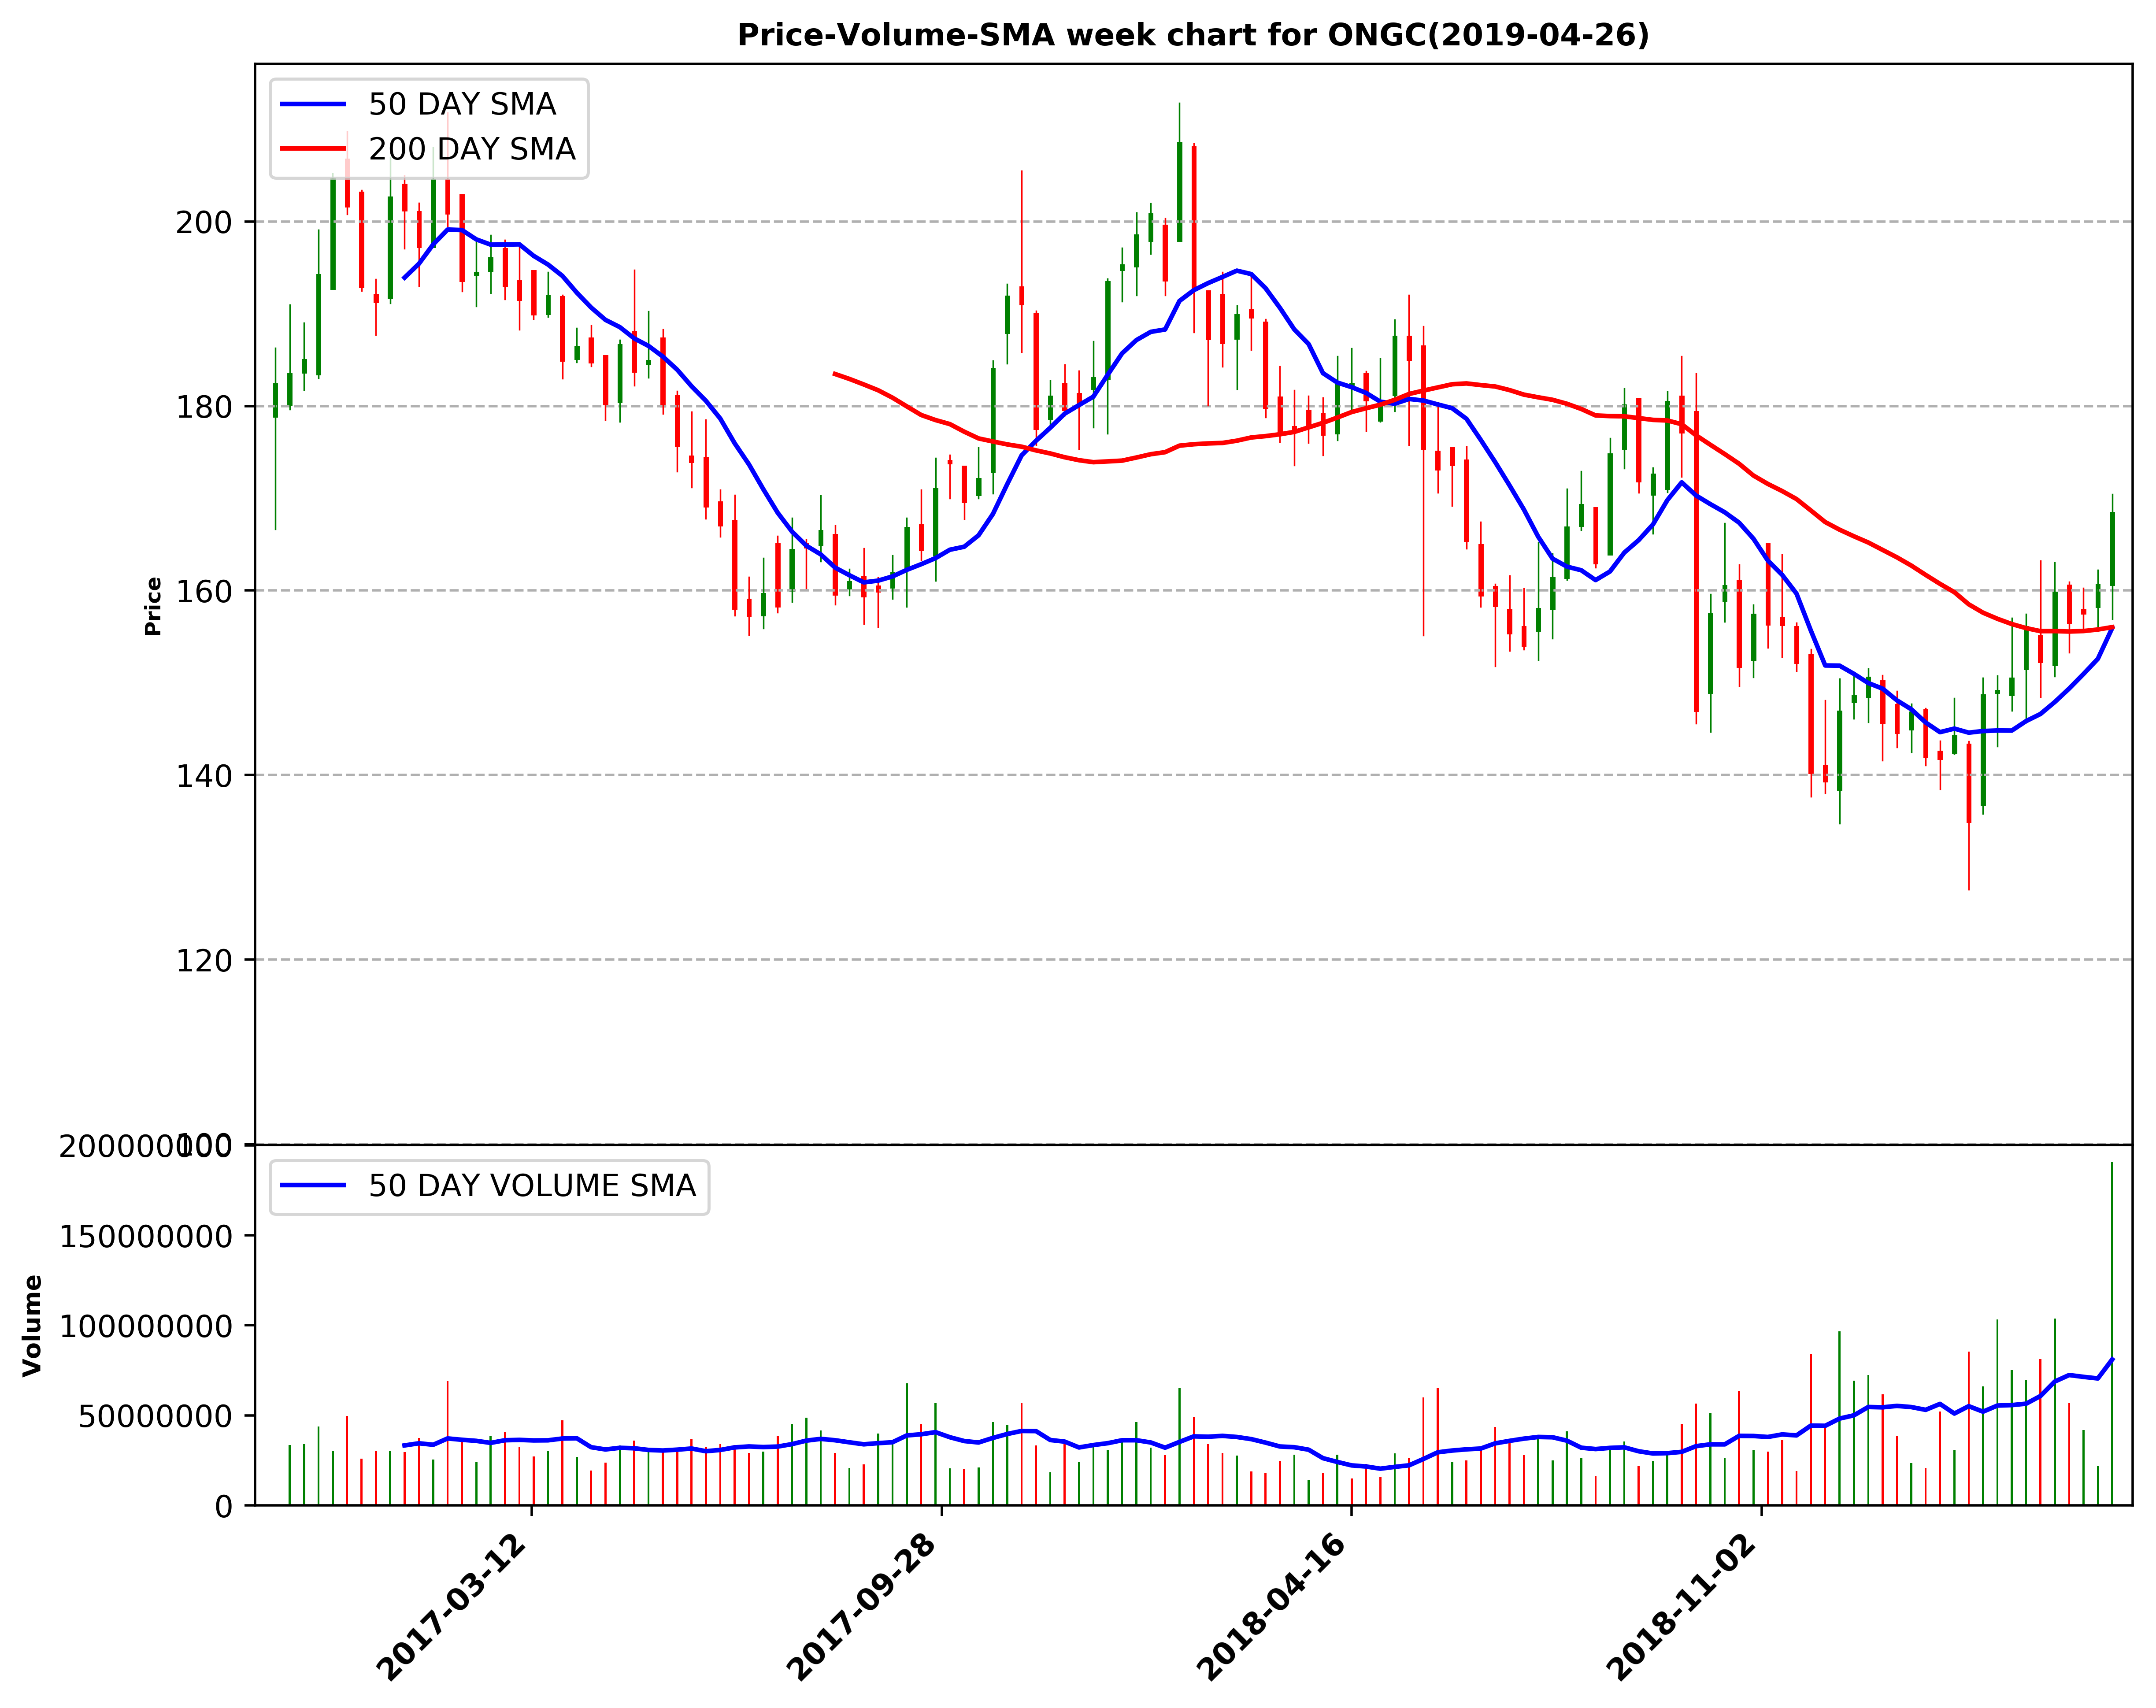 Price-Volume-SMA week chart for ONGC(2019-04-26)
50 DAY SMA
200 DAY SMA
200
180
160
140
120
100
Price
200000000
50 DAY VOLUME SMA
150000000
100000000
50000000
0
Volume
2017-03-12
2017-09-28
2018-04-16
2018-11-02